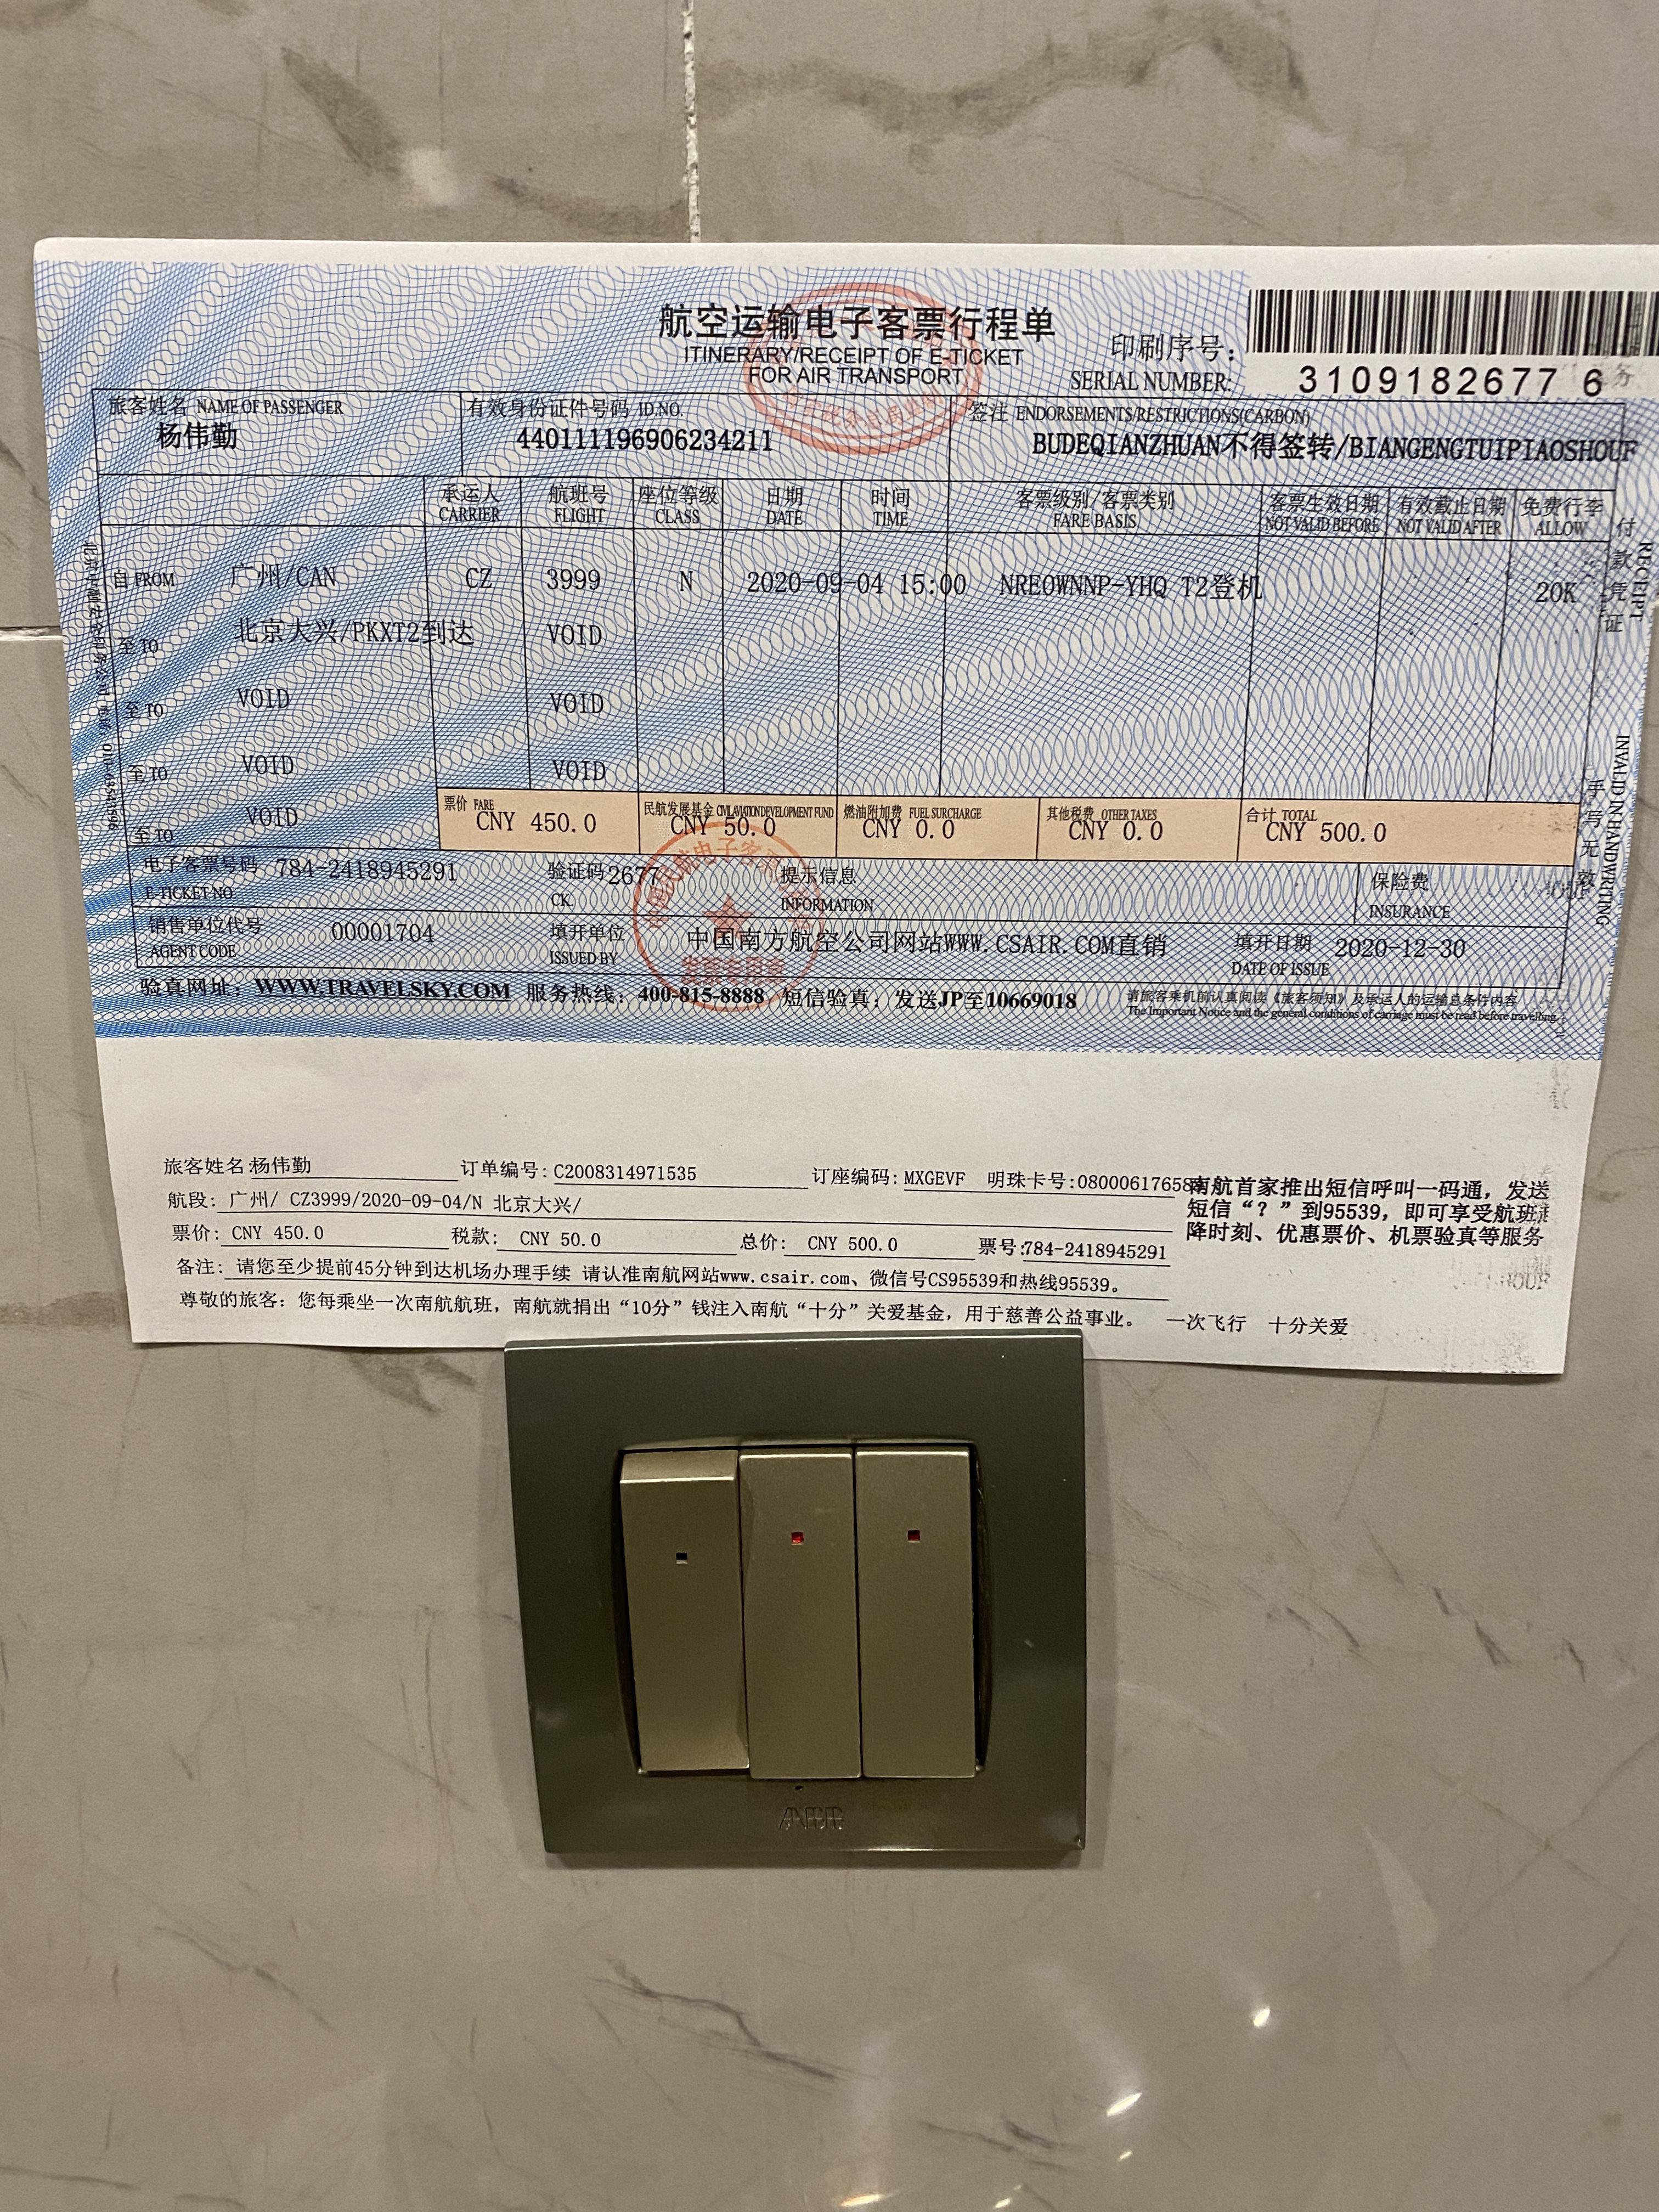 航空运输电子客票行程单
ITINERARY/RECEIPT OF E-TICKET
FOR AIR TRANSPORT
印刷序号：
SERIAL NUMBER:
3109182677 6
旅客姓名 NAME OF PASSENGER
杨伟勤
有效身份证件号码 ID.NO.
440111196906234211
签注 ENDORSEMENTS/RESTRICTIONS(CARBON)
BUDEQIANZHUAN不得签转/BIANGENGTUIPIAOSHOUF
承运人 航班号 座位等级 日期 时间 客票级别/客票类别 客票生效日期 有效截止日期 免费行李
CARRIER FLIGHT CLASS DATE TIME FARE BASIS NOT VALID BEFORE NOT VALID AFTER ALLOW
自 FROM 广州/CAN CZ 3999 N 2020-09-04 15:00 NREOWNNP-YHQ T2登机 20K
至 TO 北京大兴/PKXT2到达 VOID
至 TO VOID VOID
至 TO VOID VOID
至 TO VOID
票价 FARE 民航发展基金 CIVIL AVIATION DEVELOPMENT FUND 燃油附加费 FUEL SURCHARGE 其他税费 OTHER TAXES 合计 TOTAL
CNY 450.0 CNY 50.0 CNY 0.0 CNY 0.0 CNY 500.0
电子客票号码 784-2418945291 验证码 2677 提示信息 保险费
E-TICKET NO. CK. INFORMATION INSURANCE
销售单位代号 00001704 填开单位 中国南方航空公司网站WWW.CSAIR.COM直销 填开日期 2020-12-30
AGENT CODE ISSUED BY DATE OF ISSUE
验真网址：WWW.TRAVELSKY.COM 服务热线：400-815-8888 短信验真：发送JP至10669018
请旅客乘机前认真阅读《旅客须知》及承运人的运输总条件内容
The Important Notice and the general conditions of carriage must be read before travelling.
付款凭证 RECEIPT
手写无效 INVALID IN HANDWRITING
旅客姓名:杨伟勤 订单编号:C2008314971535 订座编码:MXGEVF 明珠卡号:08000617658
航段: 广州/ CZ3999/2020-09-04/N 北京大兴/
票价: CNY 450.0 税款: CNY 50.0 总价: CNY 500.0 票号:784-2418945291
备注: 请您至少提前45分钟到达机场办理手续 请认准南航网站www.csair.com、微信号CS95539和热线95539。
尊敬的旅客：您每乘坐一次南航航班，南航就捐出“10分”钱注入南航“十分”关爱基金，用于慈善公益事业。 一次飞行 十分关爱
南航首家推出短信呼叫一码通，发送
短信“？”到95539，即可享受航班起
降时刻、优惠票价、机票验真等服务